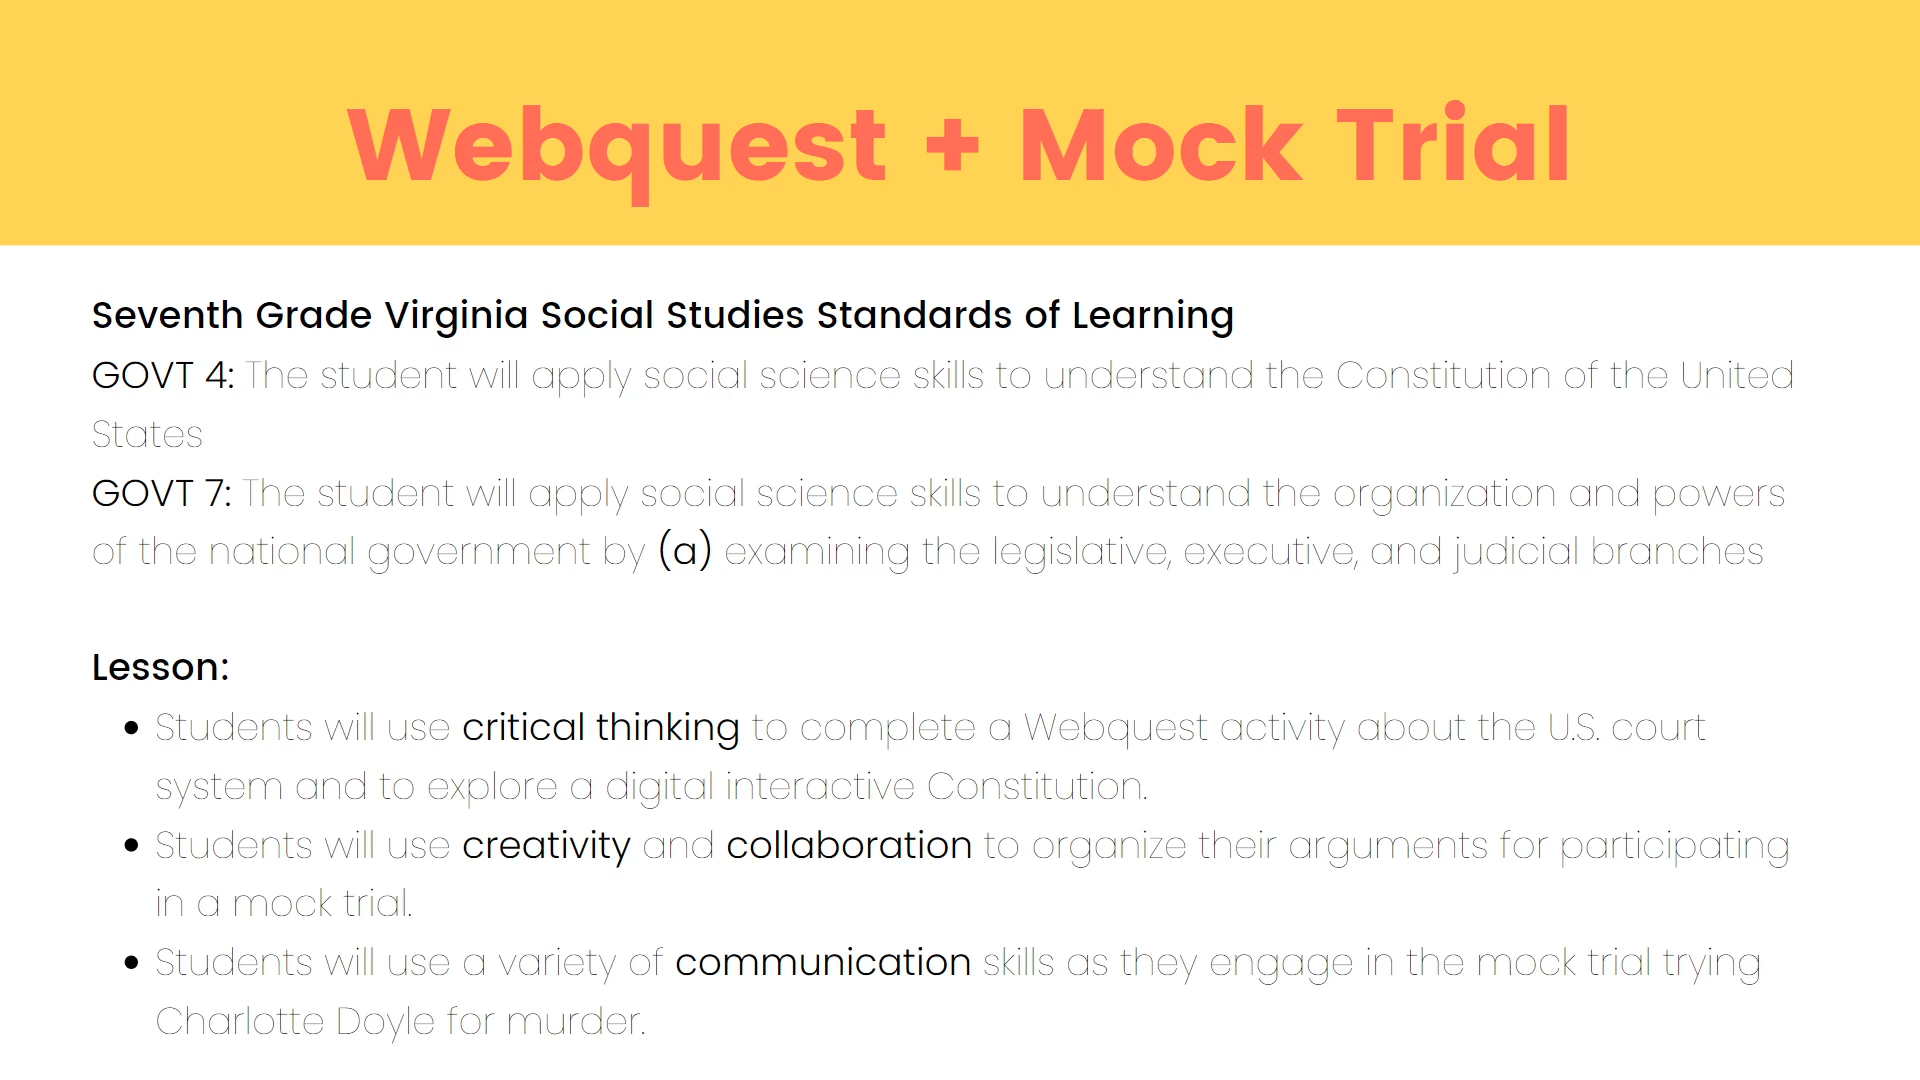 Webquest + Mock Trial
Seventh Grade Virginia Social Studies Standards of Learning
GOVT 4: The student will apply social science skills to understand the Constitution of the United
States
GOVT 7: The student will apply social science skills to understand the organization and powers
of the national government by (a) examining the legislative, executive, and judicial branches
Lesson:
• Students will use critical thinking to complete a Webquest activity about the U.S. court
system and to explore a digital interactive Constitution.
• Students will use creativity and collaboration to organize their arguments for participating
in a mock trial.
• Students will use a variety of communication skills as they engage in the mock trial trying
Charlotte Doyle for murder.